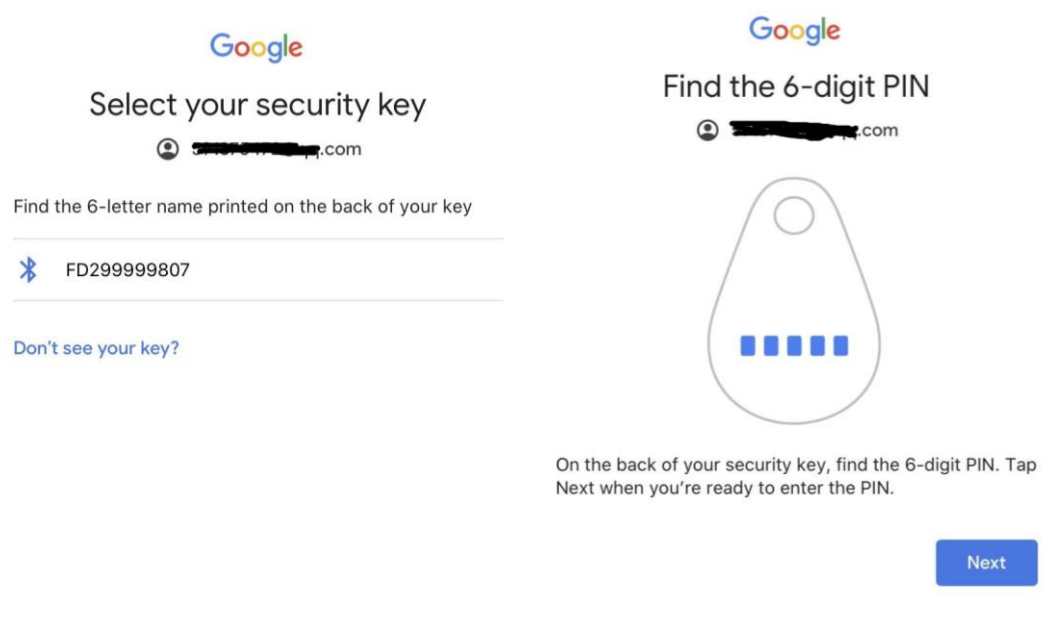 Google
Select your security key
.com
Find the 6-letter name printed on the back of your key
FD299999807
Don't see your key?
Google
Find the 6-digit PIN
.com
On the back of your security key, find the 6-digit PIN. Tap
Next when you're ready to enter the PIN.
Next